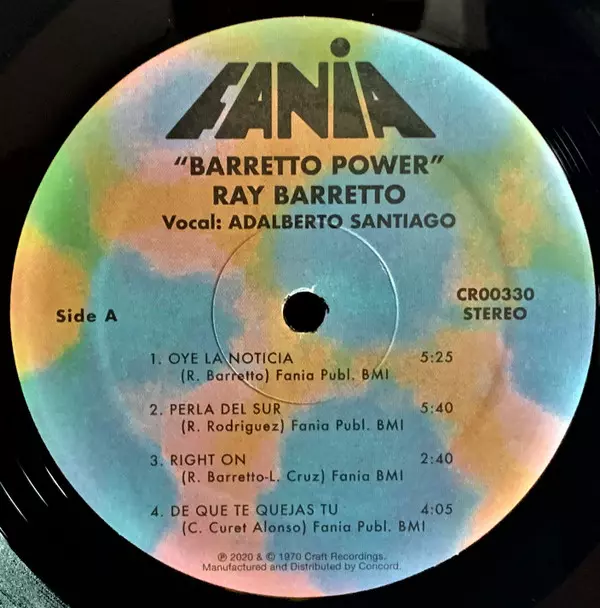 FANIA
"BARRETTO POWER"
RAY BARRETTO
Vocal: ADALBERTO SANTIAGO
Side A
CR00330
STEREO
1. OYE LA NOTICIA 5:25
(R. Barretto) Fania Publ. BMI
2. PERLA DEL SUR 5:40
(R. Rodriguez) Fania Publ. BMI
3. RIGHT ON 2:40
(R. Barretto-L. Cruz) Fania BMI
4. DE QUE TE QUEJAS TU 4:05
(C. Curet Alonso) Fania Publ. BMI
℗ 2020 & © 1970 Craft Recordings.
Manufactured and Distributed by Concord.